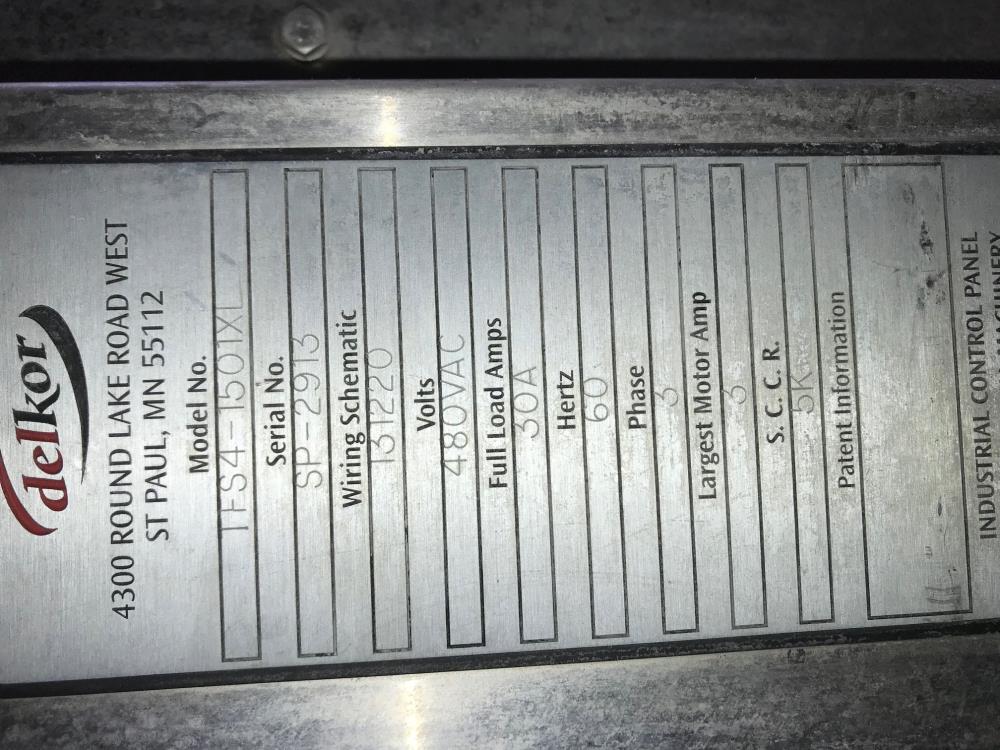 delkor
4300 ROUND LAKE ROAD WEST
ST PAUL, MN 55112
Model No.
TFS4-1501XL
Serial No.
SP-2913
Wiring Schematic
131220
Volts
480VAC
Full Load Amps
30A
Hertz
60
Phase
3
Largest Motor Amp
3
S. C. C. R.
5K
Patent Information
INDUSTRIAL CONTROL PANEL